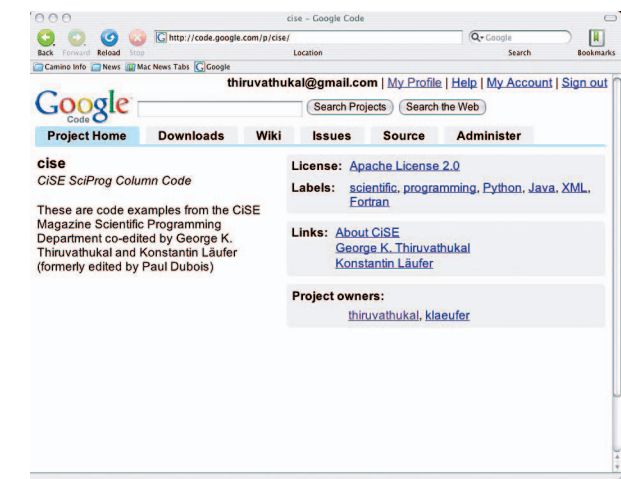 cise – Google Code
http://code.google.com/p/cise/
Google
Back Forward Reload Stop Location Search Bookmarks
Camino Info News Mac News Tabs Google
thiruvathukal@gmail.com | My Profile | Help | My Account | Sign out
Google Code
Search Projects Search the Web
Project Home Downloads Wiki Issues Source Administer
cise
CiSE SciProg Column Code
These are code examples from the CiSE
Magazine Scientific Programming
Department co-edited by George K.
Thiruvathukal and Konstantin Läufer
(formerly edited by Paul Dubois)
License: Apache License 2.0
Labels: scientific, programming, Python, Java, XML,
Fortran
Links: About CiSE
George K. Thiruvathukal
Konstantin Läufer
Project owners:
thiruvathukal, klaeufer